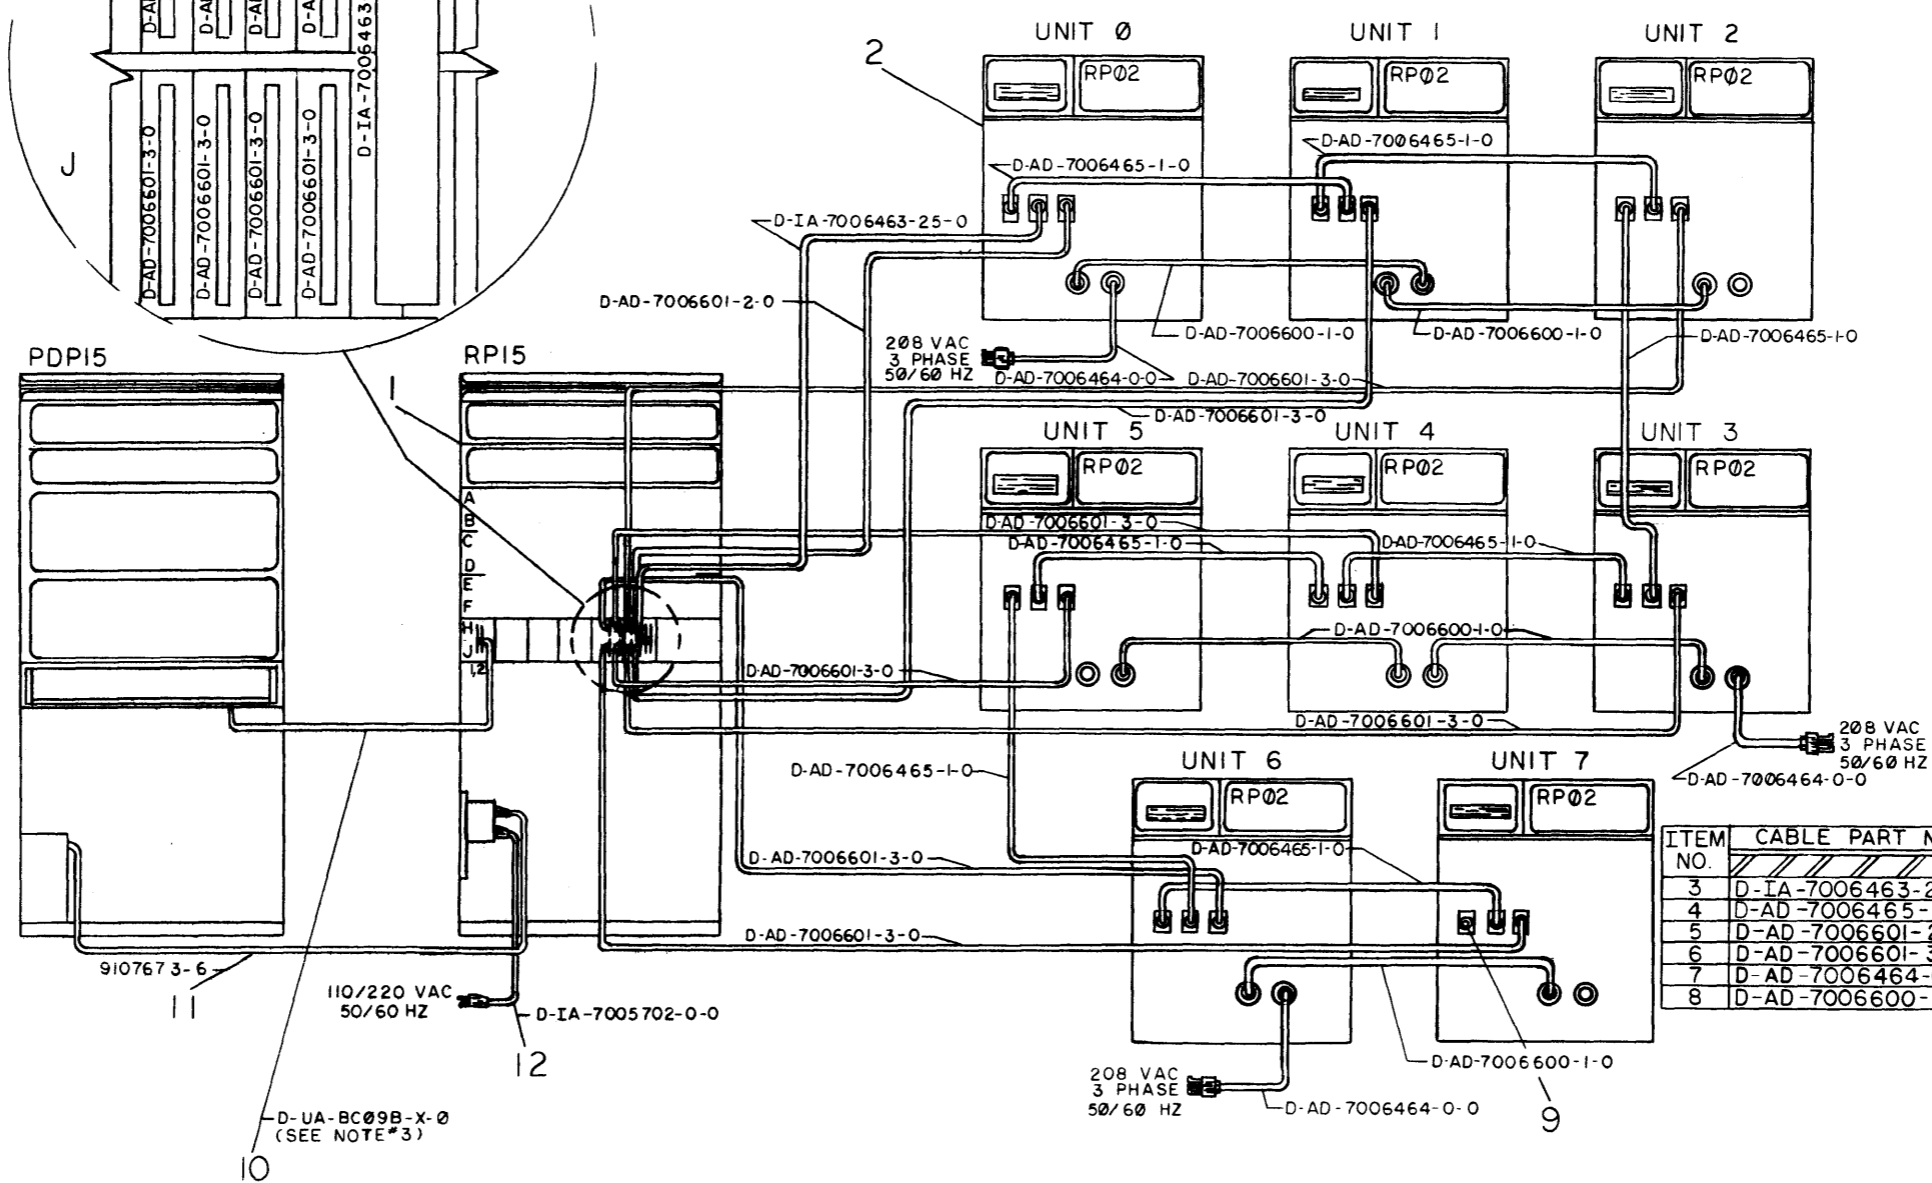 D-IA-7006463
J
D-AD-7006601-3-0
D-AD-7006601-3-0
D-AD-7006601-3-0
D-AD-7006601-3-0
UNIT Ø
UNIT 1
UNIT 2
2
RPØ2
RPØ2
RPØ2
D-AD-7006465-1-0
D-AD-7006465-1-0
D-IA-7006463-25-0
D-AD-7006601-2-0
D-AD-7006600-1-0
D-AD-7006600-1-0
D-AD-7006465-1-0
208 VAC
3 PHASE
50/60 HZ
D-AD-7006464-0-0
D-AD-7006601-3-0
D-AD-7006601-3-0
PDP15
RP15
1
UNIT 5
UNIT 4
UNIT 3
RPØ2
RPØ2
RPØ2
A
B
C
D
E
F
H
J
1,2
D-AD-7006601-3-0
D-AD-7006465-1-0
D-AD-7006465-1-0
D-AD-7006600-1-0
D-AD-7006601-3-0
D-AD-7006601-3-0
208 VAC
3 PHASE
50/60 HZ
D-AD-7006464-0-0
D-AD-7006465-1-0
UNIT 6
UNIT 7
RPØ2
RPØ2
D-AD-7006601-3-0
D-AD-7006465-1-0
D-AD-7006601-3-0
9107673-6
11
110/220 VAC
50/60 HZ
D-IA-7005702-0-0
12
D-AD-7006600-1-0
208 VAC
3 PHASE
50/60 HZ
D-AD-7006464-0-0
9
D-UA-BCØ9B-X-Ø
(SEE NOTE #3)
10
ITEM NO. CABLE PART N
3 D-IA-7006463-2
4 D-AD-7006465-
5 D-AD-7006601-2
6 D-AD-7006601-3
7 D-AD-7006464-
8 D-AD-7006600-